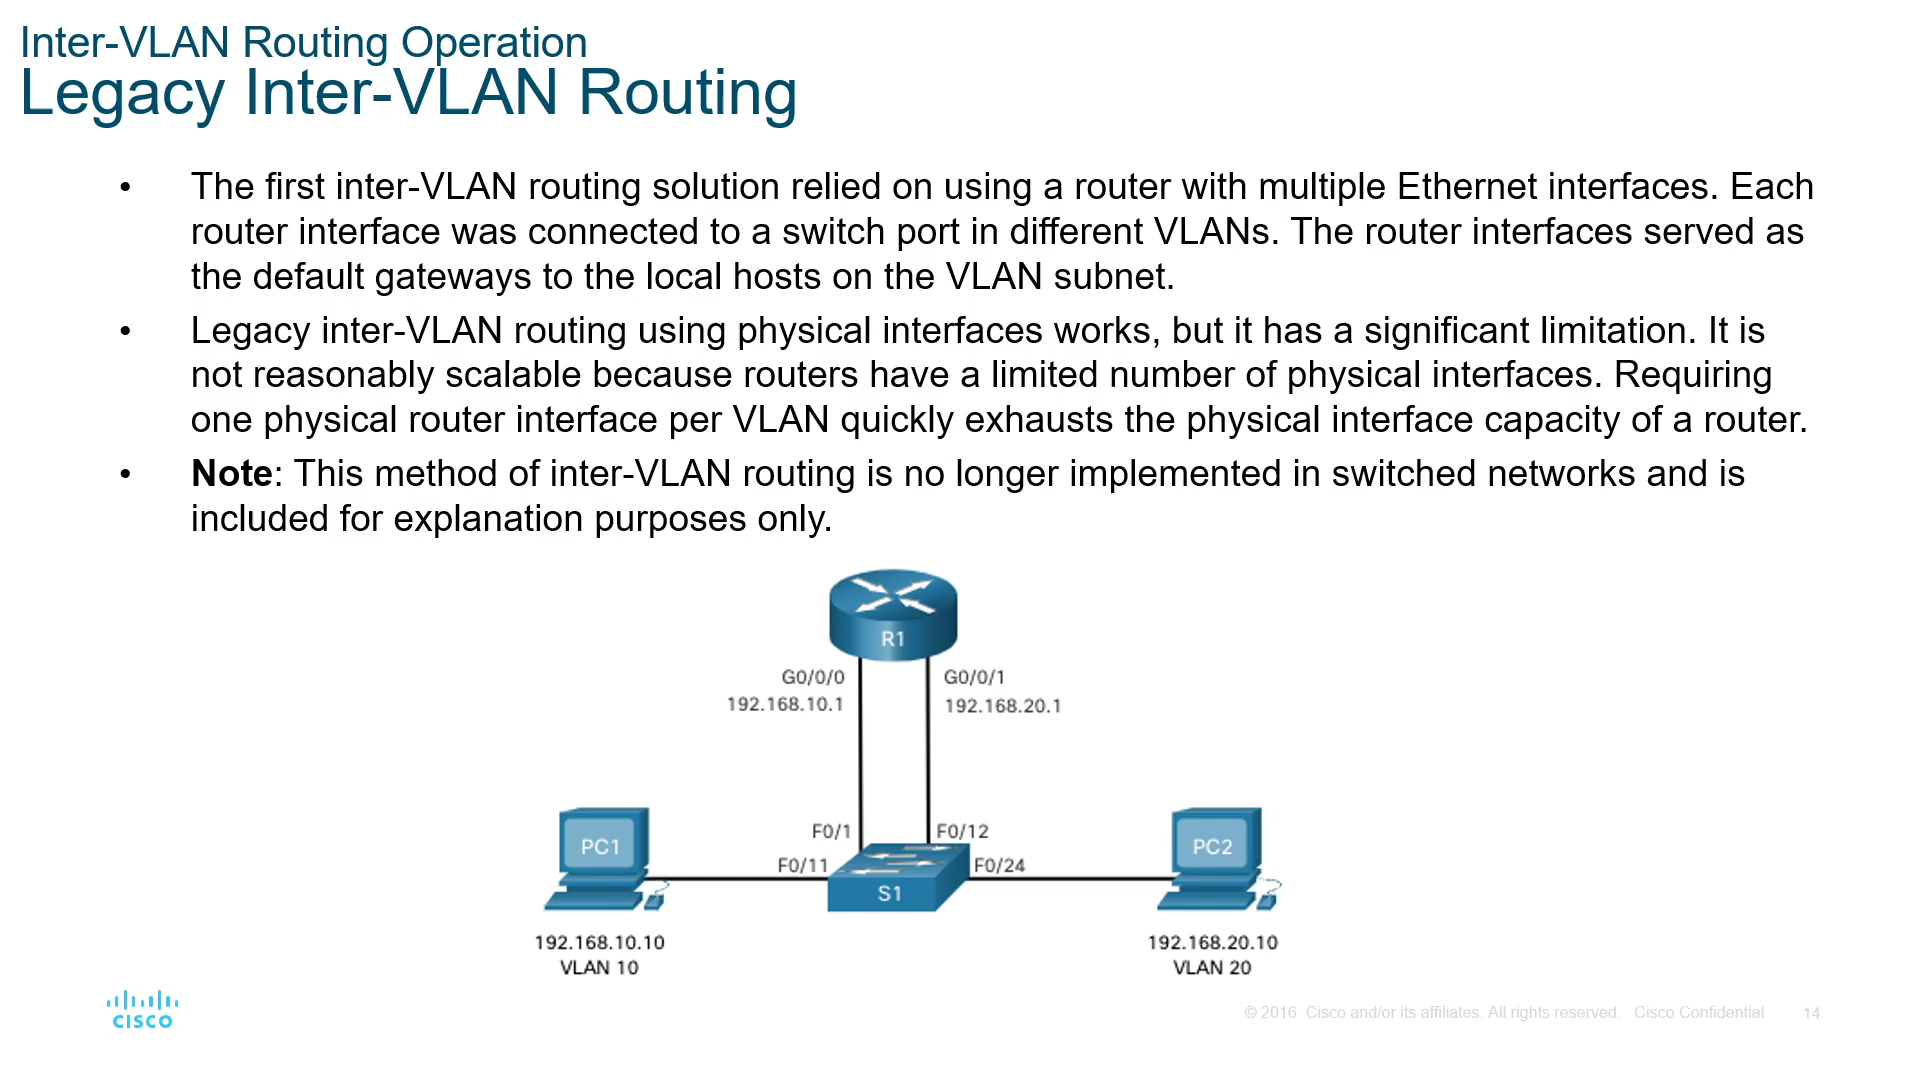 Inter-VLAN Routing Operation
Legacy Inter-VLAN Routing
• The first inter-VLAN routing solution relied on using a router with multiple Ethernet interfaces. Each
router interface was connected to a switch port in different VLANs. The router interfaces served as
the default gateways to the local hosts on the VLAN subnet.
• Legacy inter-VLAN routing using physical interfaces works, but it has a significant limitation. It is
not reasonably scalable because routers have a limited number of physical interfaces. Requiring
one physical router interface per VLAN quickly exhausts the physical interface capacity of a router.
• Note: This method of inter-VLAN routing is no longer implemented in switched networks and is
included for explanation purposes only.
R1
G0/0/0 G0/0/1
192.168.10.1 192.168.20.1
F0/1 F0/12
PC1 PC2
F0/11 F0/24
S1
192.168.10.10 192.168.20.10
VLAN 10 VLAN 20
CISCO
© 2016 Cisco and/or its affiliates. All rights reserved. Cisco Confidential 14